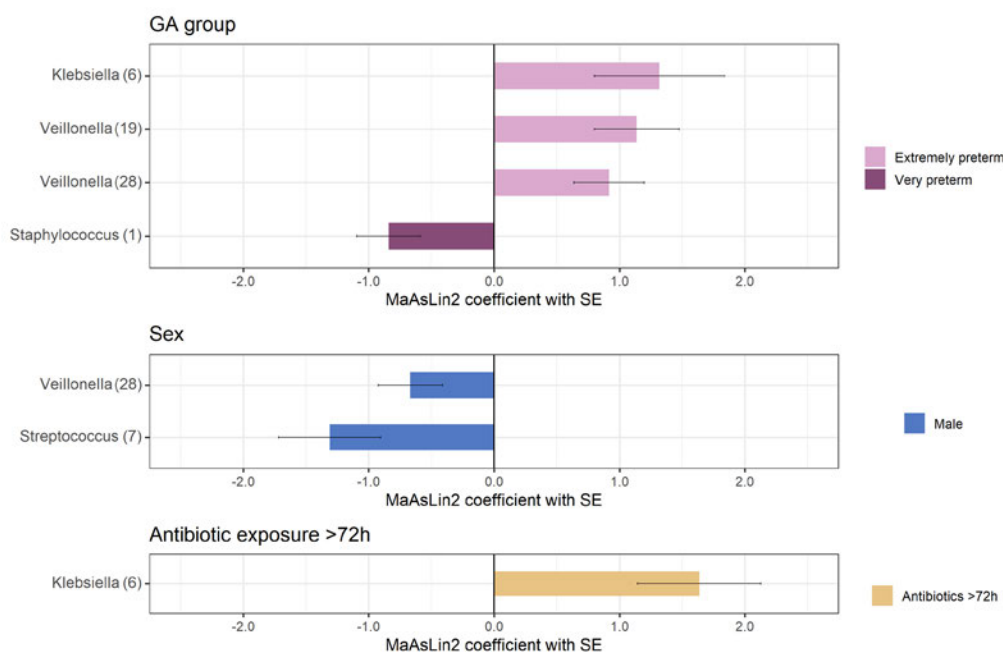 GA group
Klebsiella (6)
Veillonella (19)
Veillonella (28)
Staphylococcus (1)
-2.0 -1.0 0.0 1.0 2.0
MaAsLin2 coefficient with SE
Extremely preterm
Very preterm
Sex
Veillonella (28)
Streptococcus (7)
-2.0 -1.0 0.0 1.0 2.0
MaAsLin2 coefficient with SE
Male
Antibiotic exposure >72h
Klebsiella (6)
-2.0 -1.0 0.0 1.0 2.0
MaAsLin2 coefficient with SE
Antibiotics >72h